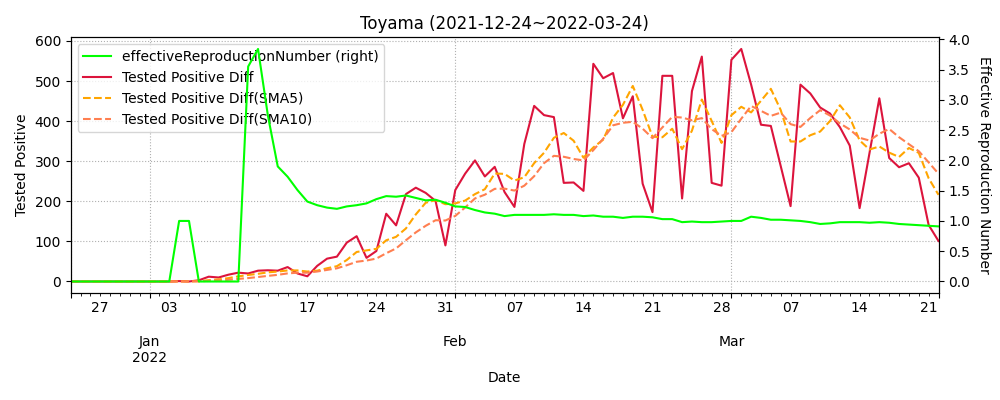 Toyama (2021-12-24~2022-03-24)
effectiveReproductionNumber (right)
Tested Positive Diff
Tested Positive Diff(SMA5)
Tested Positive Diff(SMA10)
600
500
400
300
200
100
0
Tested Positive
4.0
3.5
3.0
2.5
2.0
1.5
1.0
0.5
0.0
Effective Reproduction Number
27 03 10 17 24 31 07 14 21 28 07 14 21
Jan Feb Mar
2022
Date